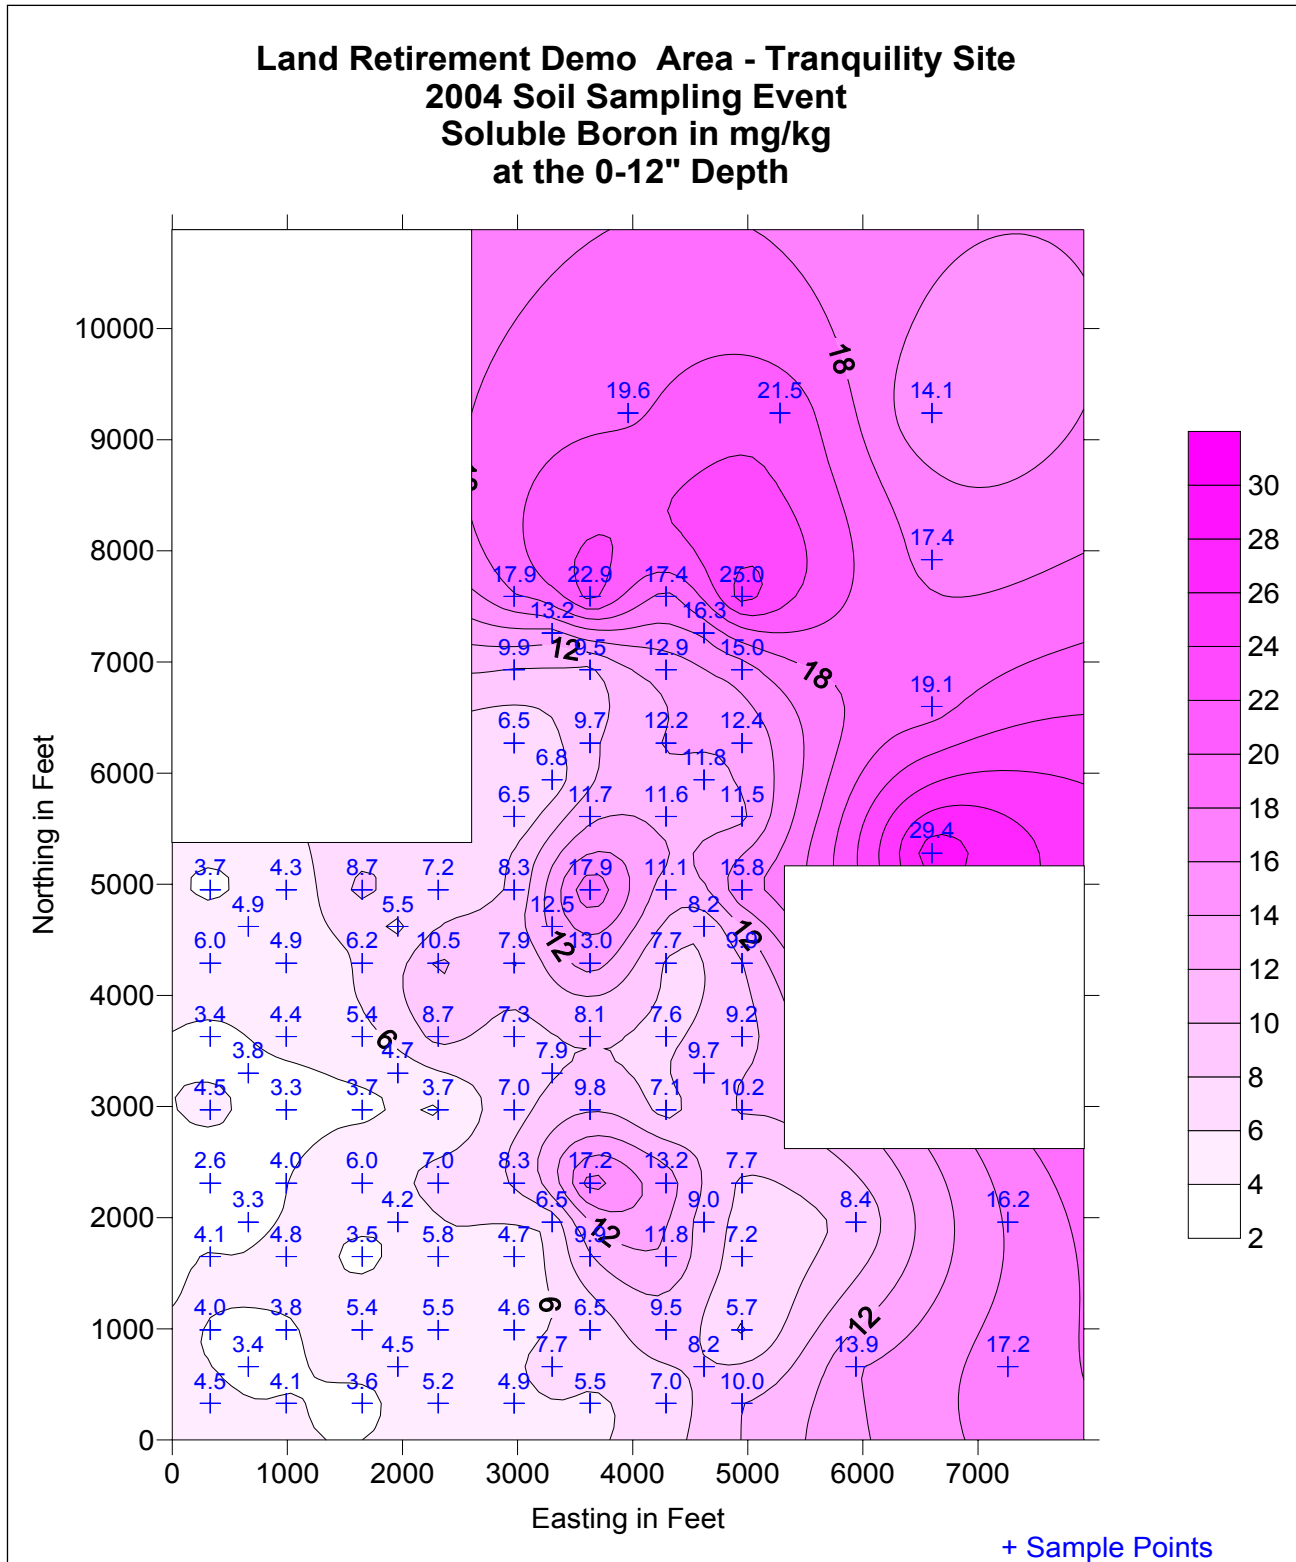 Land Retirement Demo Area - Tranquility Site
2004 Soil Sampling Event
Soluble Boron in mg/kg
at the 0-12" Depth
10000
9000
8000
7000
6000
5000
4000
3000
2000
1000
0
Northing in Feet
18
19.6 21.5 14.1
17.4
17.9 22.9 17.4 25.0
13.2 16.3
12
9.9 9.5 12.9 15.0
18
19.1
6.5 9.7 12.2 12.4
6.8 11.8
6.5 11.7 11.6 11.5
29.4
3.7 4.3 8.7 7.2 8.3 17.9 11.1 15.8
4.9 5.5 12.5 8.2
12 12
6.0 4.9 6.2 10.5 7.9 13.0 7.7 9.9
3.4 4.4 5.4 8.7 7.3 8.1 7.6 9.2
6
3.8 4.7 7.9 9.7
4.5 3.3 3.7 3.7 7.0 9.8 7.1 10.2
2.6 4.0 6.0 7.0 8.3 17.2 13.2 7.7
3.3 4.2 6.5 9.0 8.4 16.2
12
4.1 4.8 3.5 5.8 4.7 9.9 11.8 7.2
6
12
4.0 3.8 5.4 5.5 4.6 6.5 9.5 5.7
3.4 4.5 7.7 8.2 13.9 17.2
4.5 4.1 3.6 5.2 4.9 5.5 7.0 10.0
0 1000 2000 3000 4000 5000 6000 7000
Easting in Feet
30
28
26
24
22
20
18
16
14
12
10
8
6
4
2
+ Sample Points